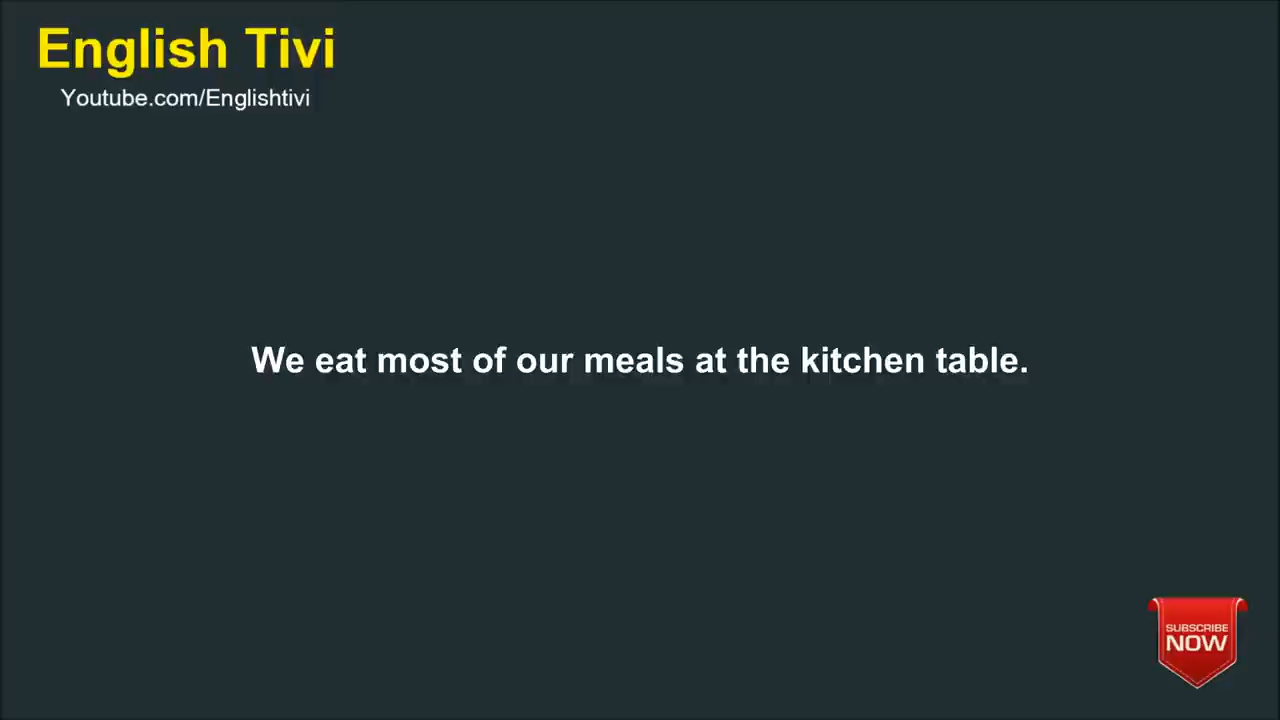 English Tivi
Youtube.com/Englishtivi
We eat most of our meals at the kitchen table.
SUBSCRIBE
NOW